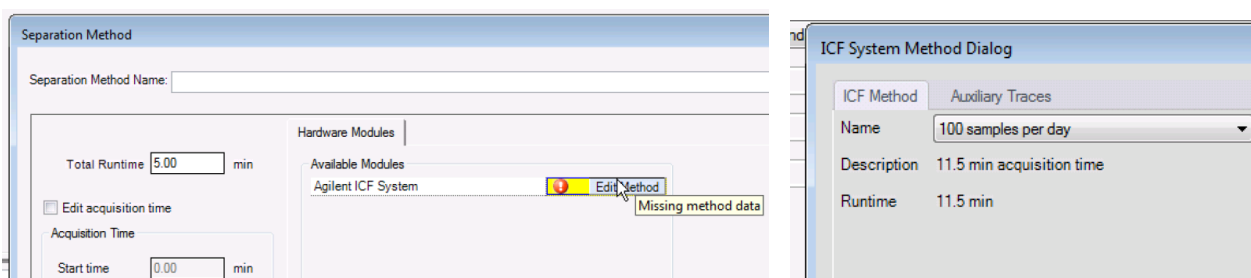 Separation Method
Separation Method Name:
Hardware Modules
Total Runtime 5.00 min
Available Modules
Agilent ICF System
Edit Method
Missing method data
Edit acquisition time
Acquisition Time
Start time 0.00 min
nd
ICF System Method Dialog
ICF Method Auxiliary Traces
Name 100 samples per day
Description 11.5 min acquisition time
Runtime 11.5 min